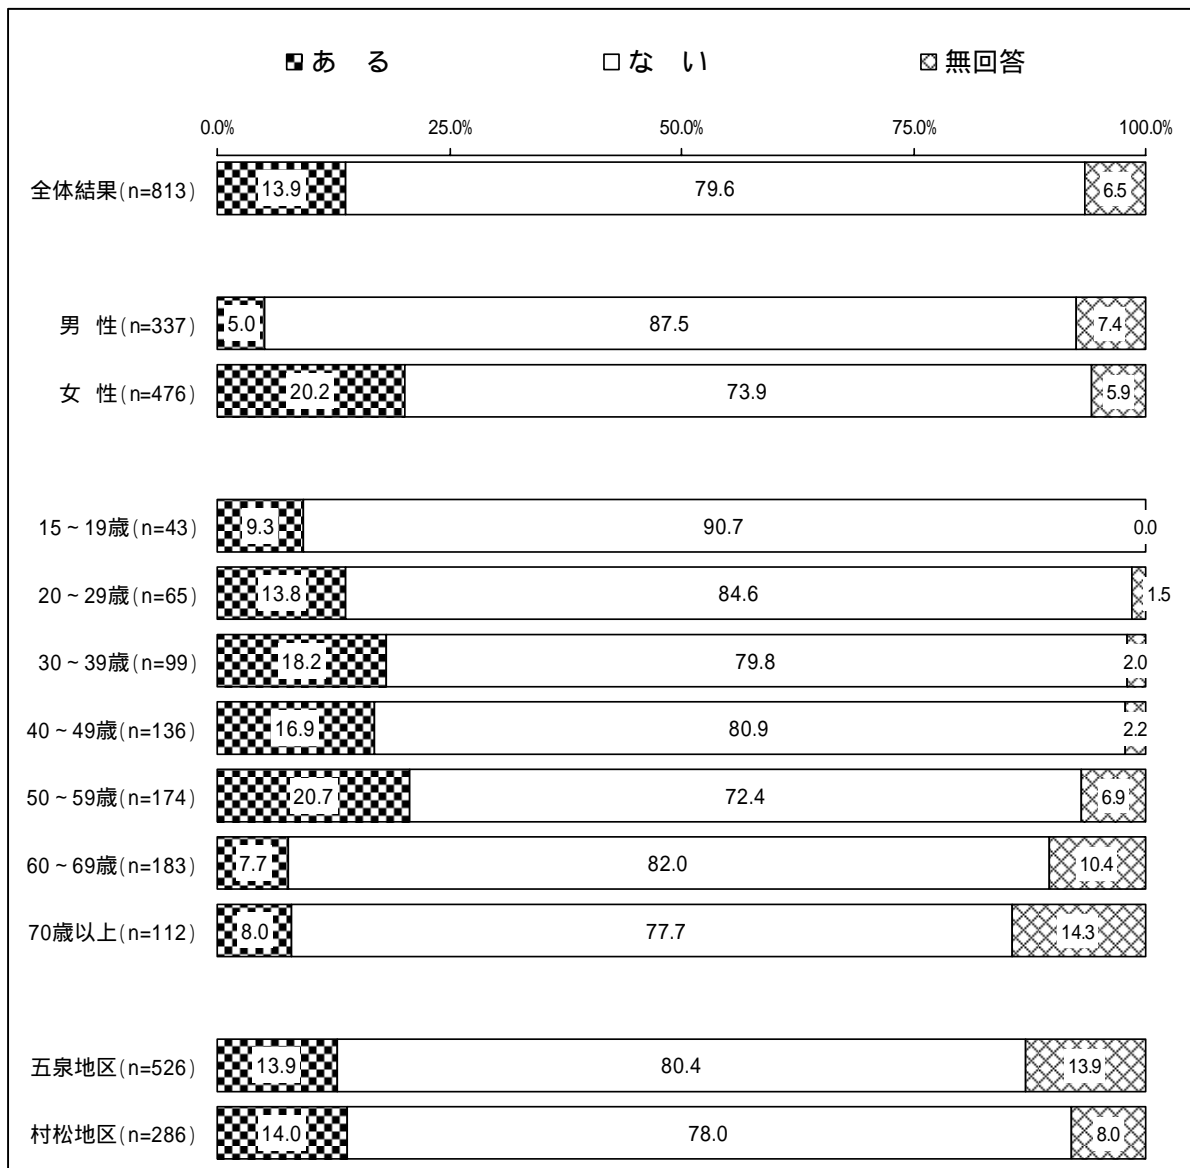 あ る な い 無回答
0.0% 25.0% 50.0% 75.0% 100.0%
全体結果(n=813) 13.9 79.6 6.5
男 性(n=337) 5.0 87.5 7.4
女 性(n=476) 20.2 73.9 5.9
15~19歳(n=43) 9.3 90.7 0.0
20~29歳(n=65) 13.8 84.6 1.5
30~39歳(n=99) 18.2 79.8 2.0
40~49歳(n=136) 16.9 80.9 2.2
50~59歳(n=174) 20.7 72.4 6.9
60~69歳(n=183) 7.7 82.0 10.4
70歳以上(n=112) 8.0 77.7 14.3
五泉地区(n=526) 13.9 80.4 13.9
村松地区(n=286) 14.0 78.0 8.0